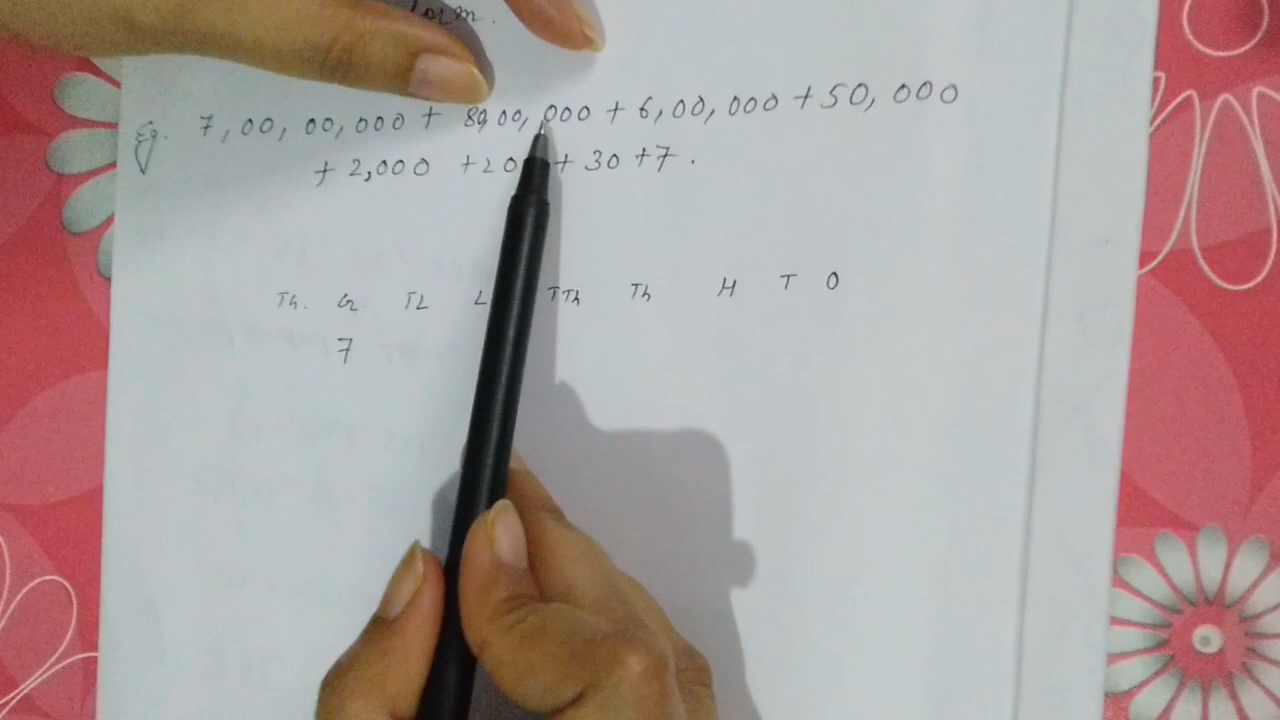 form.
Eg. 7,00,00,000 + 80,00,000 + 6,00,000 + 50,000
+ 2,000 + 20 + 30 + 7.
Th. Cr. TL L TTh Th H T O
7